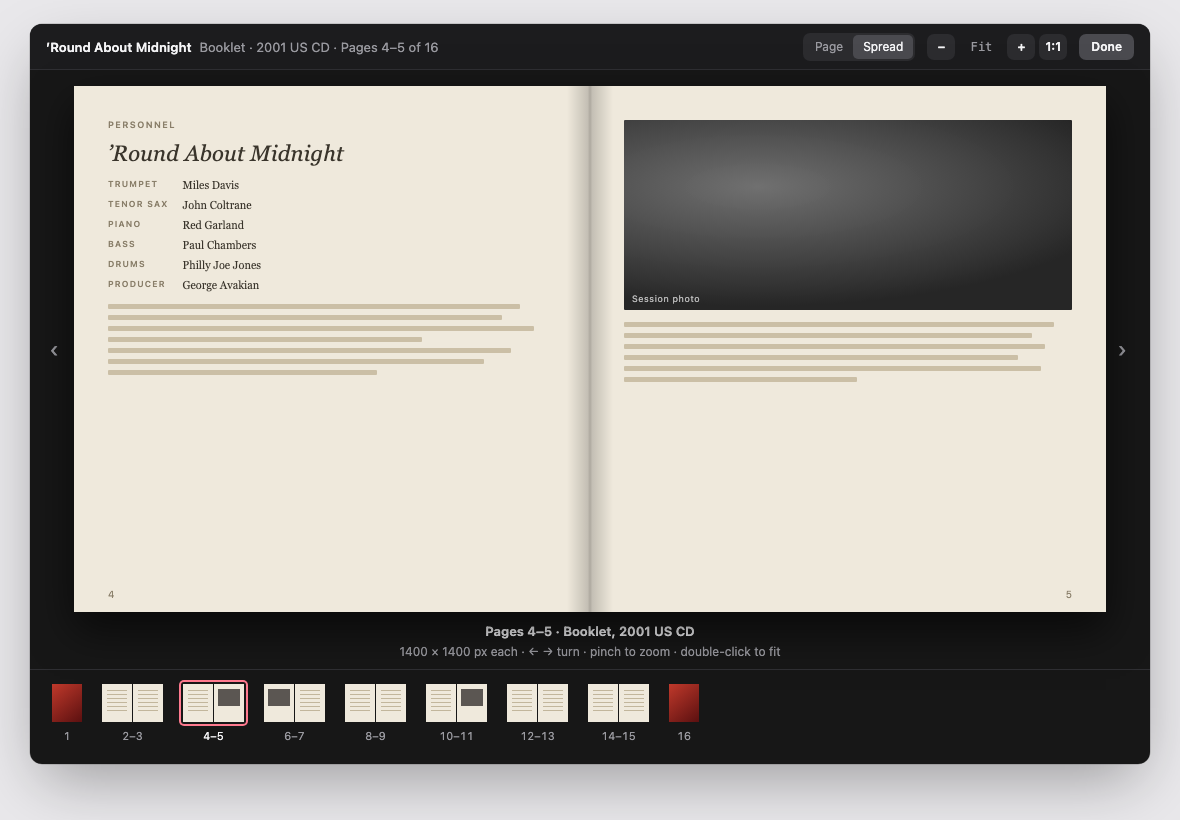 ’Round About Midnight Booklet · 2001 US CD · Pages 4–5 of 16
Page Spread − Fit + 1:1 Done
PERSONNEL
’Round About Midnight
TRUMPET Miles Davis
TENOR SAX John Coltrane
PIANO Red Garland
BASS Paul Chambers
DRUMS Philly Joe Jones
PRODUCER George Avakian
4
Session photo
5
‹
›
Pages 4–5 · Booklet, 2001 US CD
1400 × 1400 px each · ← → turn · pinch to zoom · double-click to fit
1 2–3 4–5 6–7 8–9 10–11 12–13 14–15 16